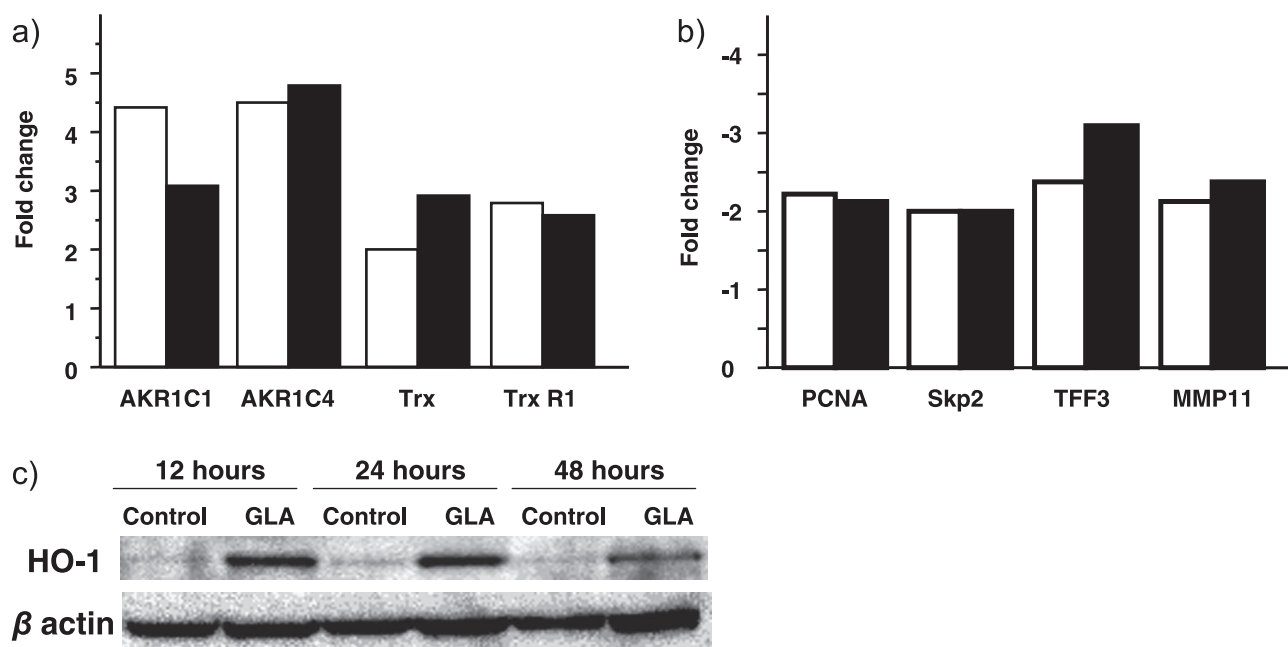 a)
Fold change
5
4
3
2
1
0
AKR1C1 AKR1C4 Trx Trx R1
b)
Fold change
-4
-3
-2
-1
-0
PCNA Skp2 TFF3 MMP11
c)
12 hours 24 hours 48 hours
Control GLA Control GLA Control GLA
HO-1
β actin